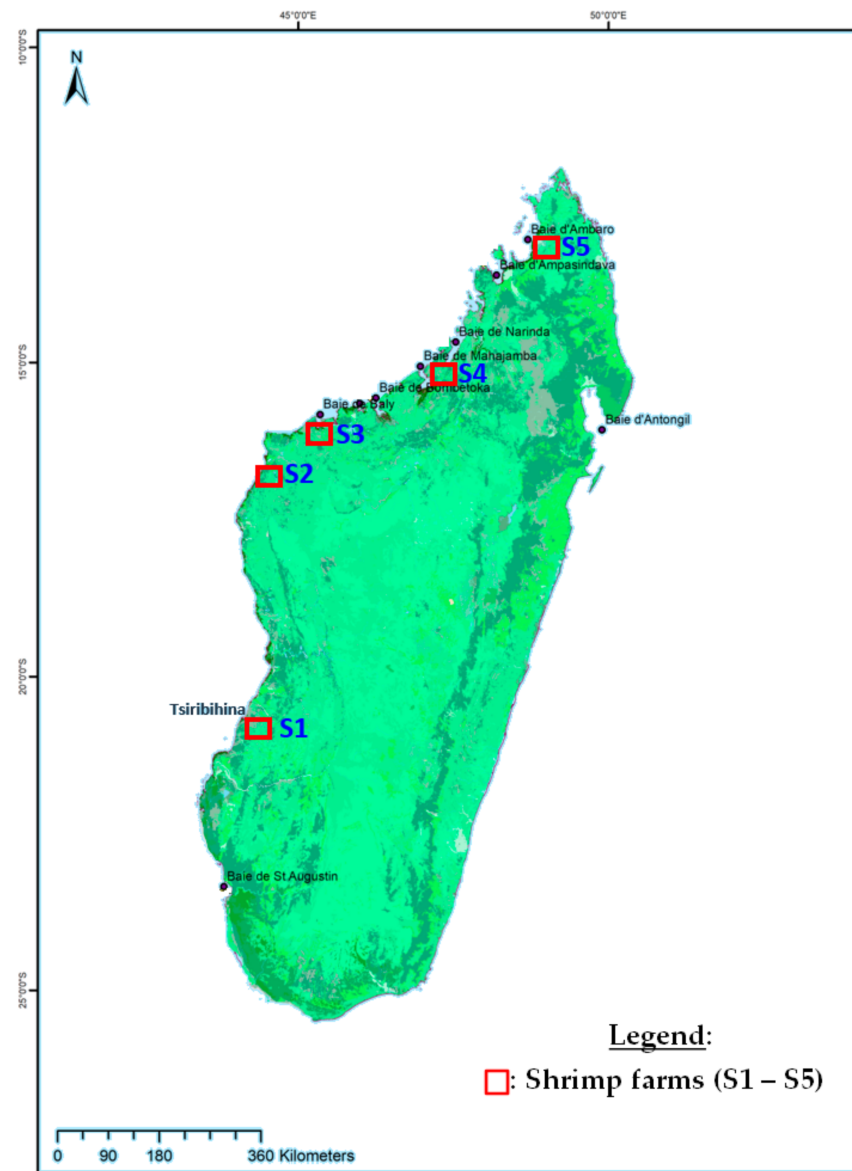 45°0'0"E
50°0'0"E
10°0'0"S
N
Baie d'Ambaro
S5
Baie d'Ampasindava
Baie de Narinda
15°0'0"S
Baie de Mahajamba
S4
Baie de Bombetoka
Baie de Baly
Baie d'Antongil
S3
S2
20°0'0"S
Tsiribihina
S1
Baie de St.Augustin
25°0'0"S
Legend:
: Shrimp farms (S1 – S5)
0 90 180 360 Kilometers